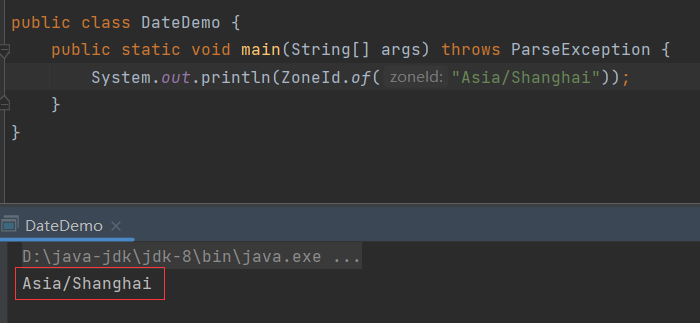 public class DateDemo {
public static void main(String[] args) throws ParseException {
System.out.println(ZoneId.of( zoneId: "Asia/Shanghai"));
}
}
DateDemo ×
D:\java-jdk\jdk-8\bin\java.exe ...
Asia/Shanghai